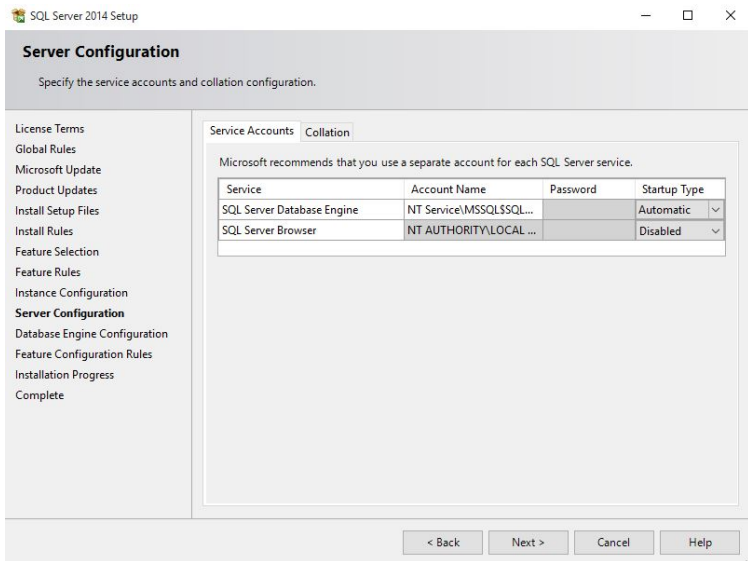 SQL Server 2014 Setup
Server Configuration
Specify the service accounts and collation configuration.
License Terms
Global Rules
Microsoft Update
Product Updates
Install Setup Files
Install Rules
Feature Selection
Feature Rules
Instance Configuration
Server Configuration
Database Engine Configuration
Feature Configuration Rules
Installation Progress
Complete
Service Accounts Collation
Microsoft recommends that you use a separate account for each SQL Server service.
Service Account Name Password Startup Type
SQL Server Database Engine NT Service\MSSQL$SQL... Automatic
SQL Server Browser NT AUTHORITY\LOCAL ... Disabled
< Back Next > Cancel Help